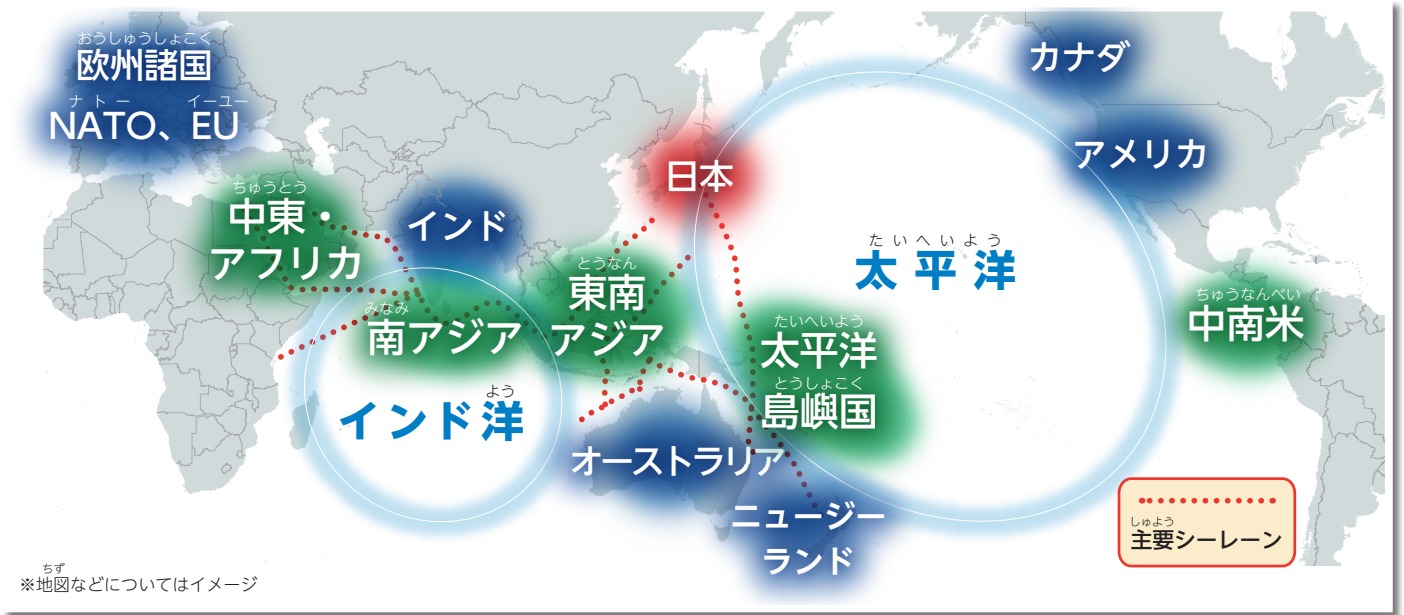 おうしゅうしょこく
欧州諸国
ナトー イーユー
NATO、EU
カナダ
アメリカ
日本
ちゅうとう
中東・
アフリカ
インド
とうなん
東南
アジア
みなみ
南アジア
よう
インド洋
たいへいよう
太平洋
たいへいよう
太平洋
とうしょこく
島嶼国
ちゅうなんべい
中南米
オーストラリア
ニュージー
ランド
しゅよう
主要シーレーン
ちず
※地図などについてはイメージ